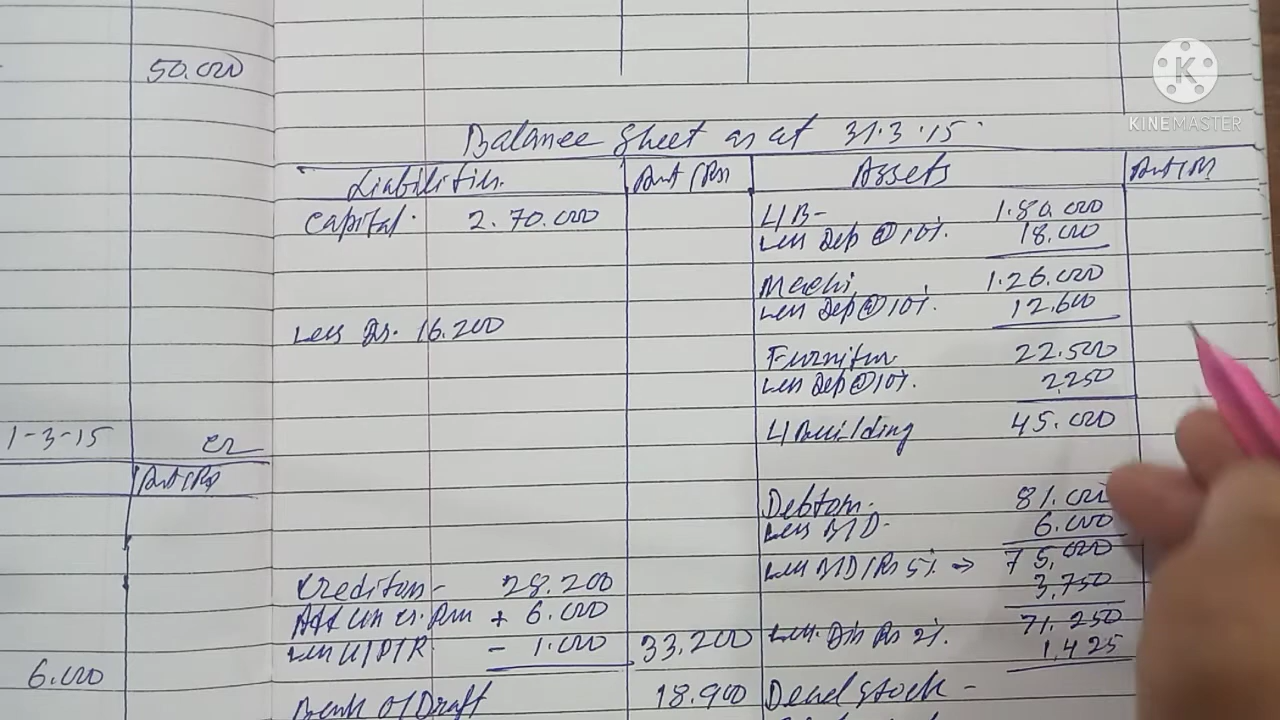 50.000
KINEMASTER
Balance Sheet as at 31.3.15
Liabilities Amt (Rs) Assets Amt (R
Capital. 2.70.000 1.80.000
Less Dep @ 10%. 18.000
Machi, 1.26.000
Less Dep @ 10%. 12.600
Less Dr. 16.200
Furnitur 22.500
Less Dep @ 10%. 2250
1-3-15 Cr
Building 45.000
Amt (Rs
Debtors. 81.000
Less B/D- 6.000
75,000
Less BD/Rs 5% → 3,750
Creditors - 28.200
Add Un cr. Pur + 6.000
71.250
Less U/P/R - 1.000 33.200 Less. Dis Rs 2%. 1,425
6.000
Bank O/Draft 18.900 Dead stock -